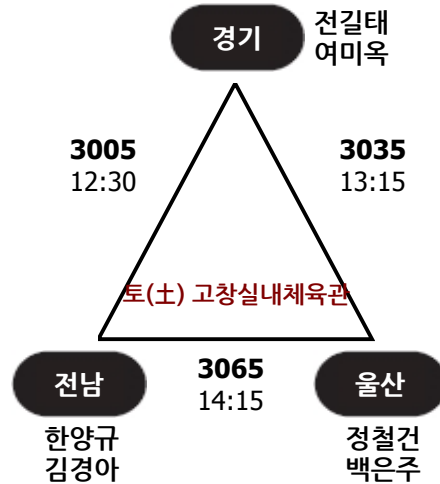 경기
전길태
여미옥
3005
12:30
3035
13:15
토(土) 고창실내체육관
전남
3065
14:15
울산
한양규
김경아
정철건
백은주